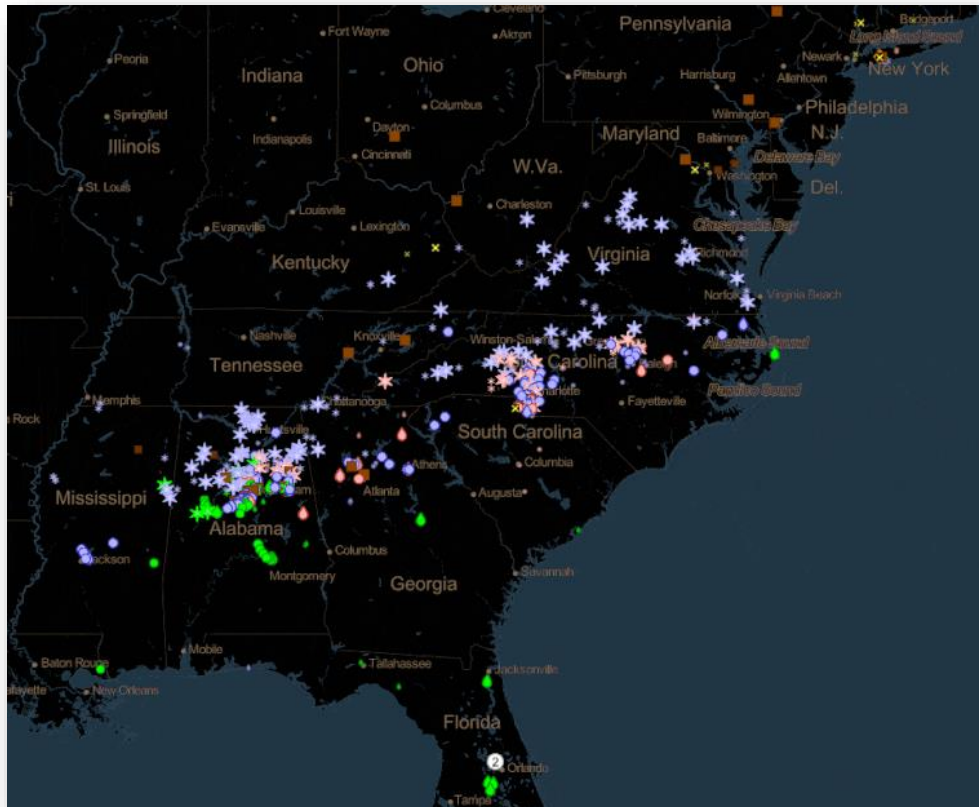 Cleveland
Pennsylvania
Bridgeport
Fort Wayne
Akron
Long Island Sound
Peoria
Ohio
Newark
Indiana
Pittsburgh
Harrisburg
Allentown
New York
Columbus
Springfield
Dayton
Wilmington
Philadelphia
Indianapolis
Maryland
N.J.
Illinois
Cincinnati
Baltimore
W.Va.
Delaware Bay
Washington
St. Louis
Del.
Charleston
Louisville
Evansville
Lexington
Chesapeake Bay
Virginia
Richmond
Kentucky
Norfolk
Virginia Beach
Nashville
Knoxville
Winston-Salem
Albemarle Sound
Tennessee
Carolina
Raleigh
Memphis
Chattanooga
Charlotte
Pamlico Sound
Fayetteville
Rock
Huntsville
South Carolina
Athens
Columbia
Mississippi
Atlanta
Augusta
Alabama
Jackson
Columbus
Montgomery
Georgia
Savannah
Mobile
Baton Rouge
Tallahassee
Jacksonville
Lafayette
New Orleans
Florida
2
Orlando
Tampa